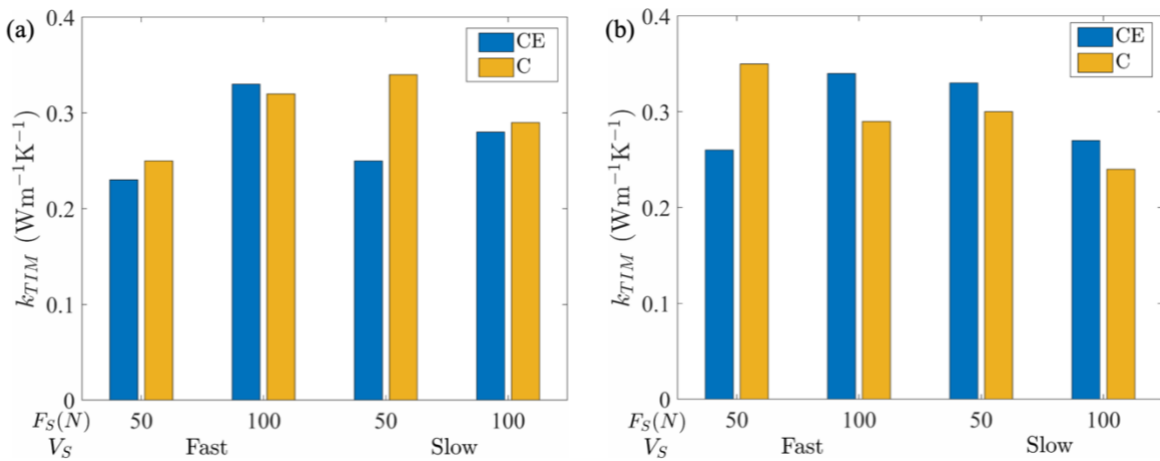 (a)
0.4
0.3
0.2
0.1
0
k_{TIM} (Wm^{-1}K^{-1})
CE
C
F_S(N) 50 100 50 100
V_S Fast Slow
(b)
0.4
0.3
0.2
0.1
0
k_{TIM} (Wm^{-1}K^{-1})
CE
C
F_S(N) 50 100 50 100
V_S Fast Slow